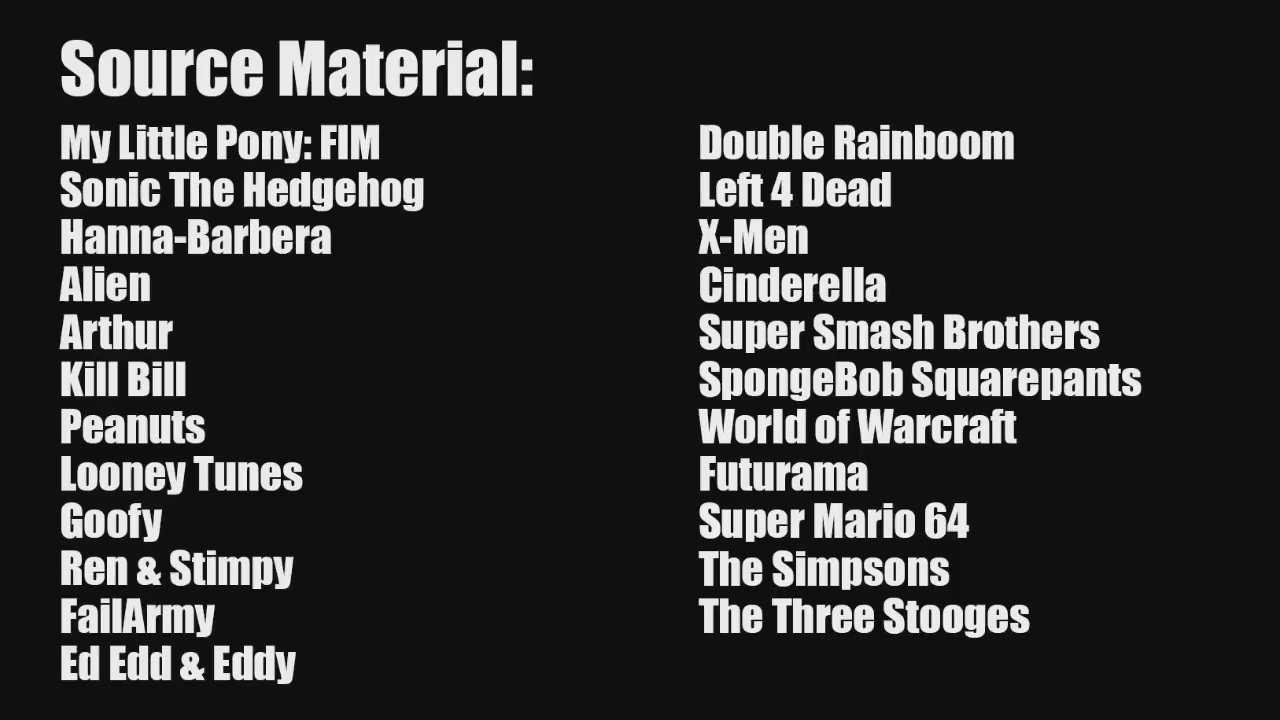 Source Material:
My Little Pony: FIM
Sonic The Hedgehog
Hanna-Barbera
Alien
Arthur
Kill Bill
Peanuts
Looney Tunes
Goofy
Ren & Stimpy
FailArmy
Ed Edd & Eddy
Double Rainboom
Left 4 Dead
X-Men
Cinderella
Super Smash Brothers
SpongeBob Squarepants
World of Warcraft
Futurama
Super Mario 64
The Simpsons
The Three Stooges